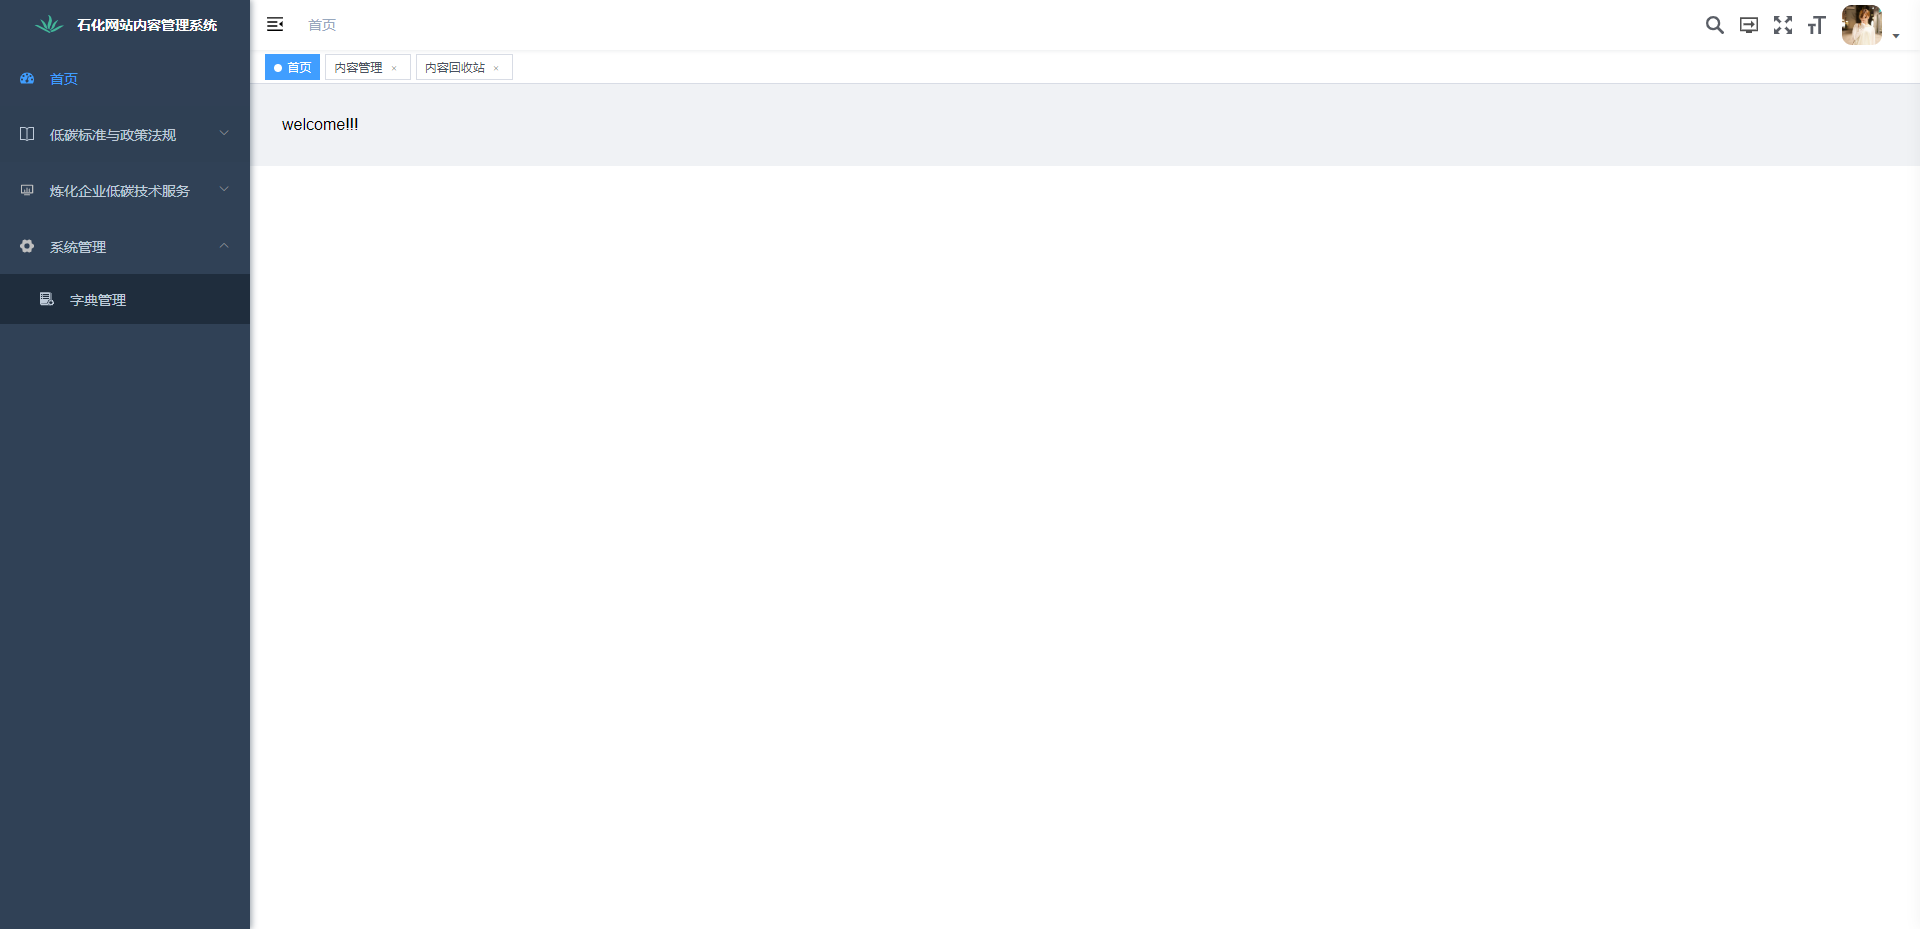 石化网站内容管理系统
首页
低碳标准与政策法规
炼化企业低碳技术服务
系统管理
字典管理
首页
首页
内容管理
内容回收站
welcome!!!